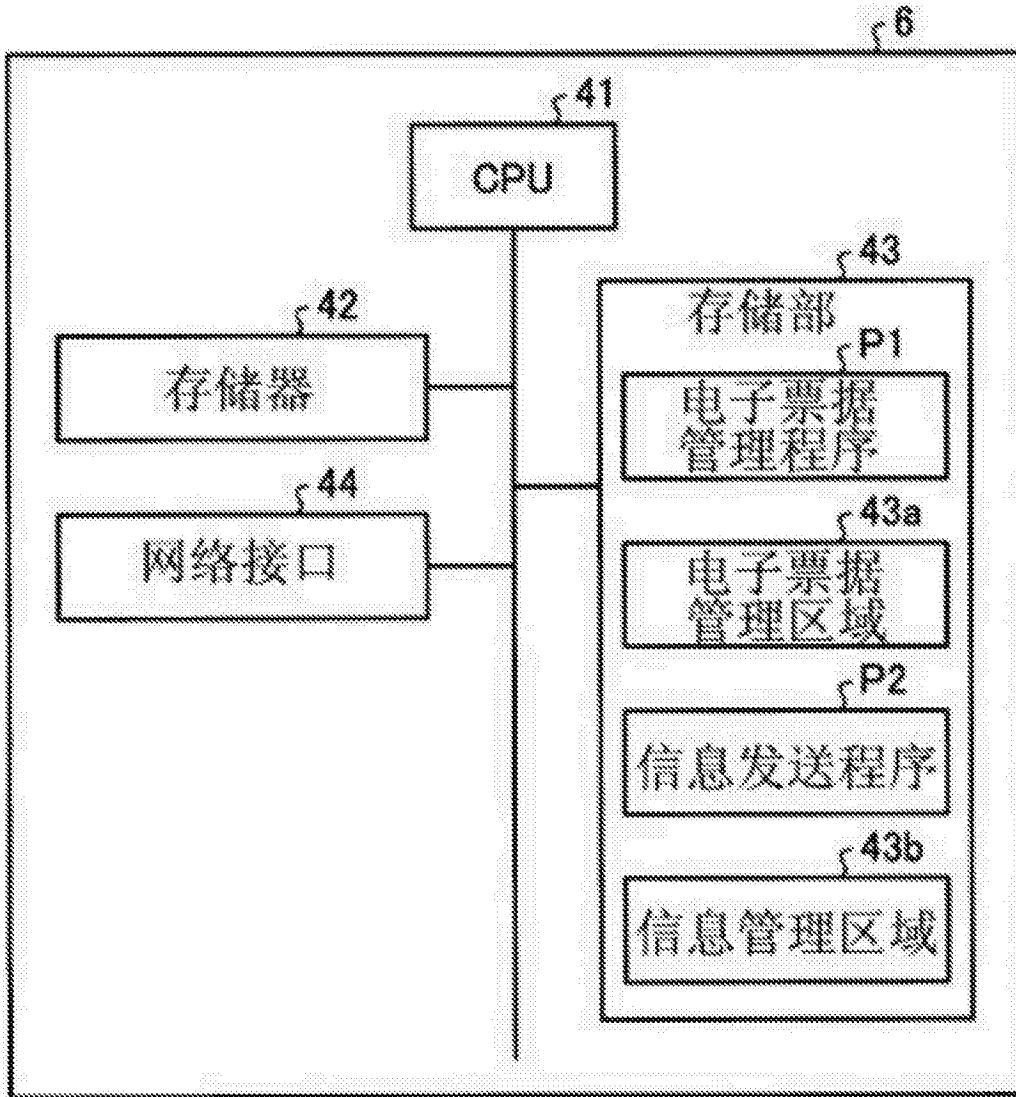 6
41
CPU
42
存储器
44
网络接口
43
存储部
P1
电子票据
管理程序
43a
电子票据
管理区域
P2
信息发送程序
43b
信息管理区域